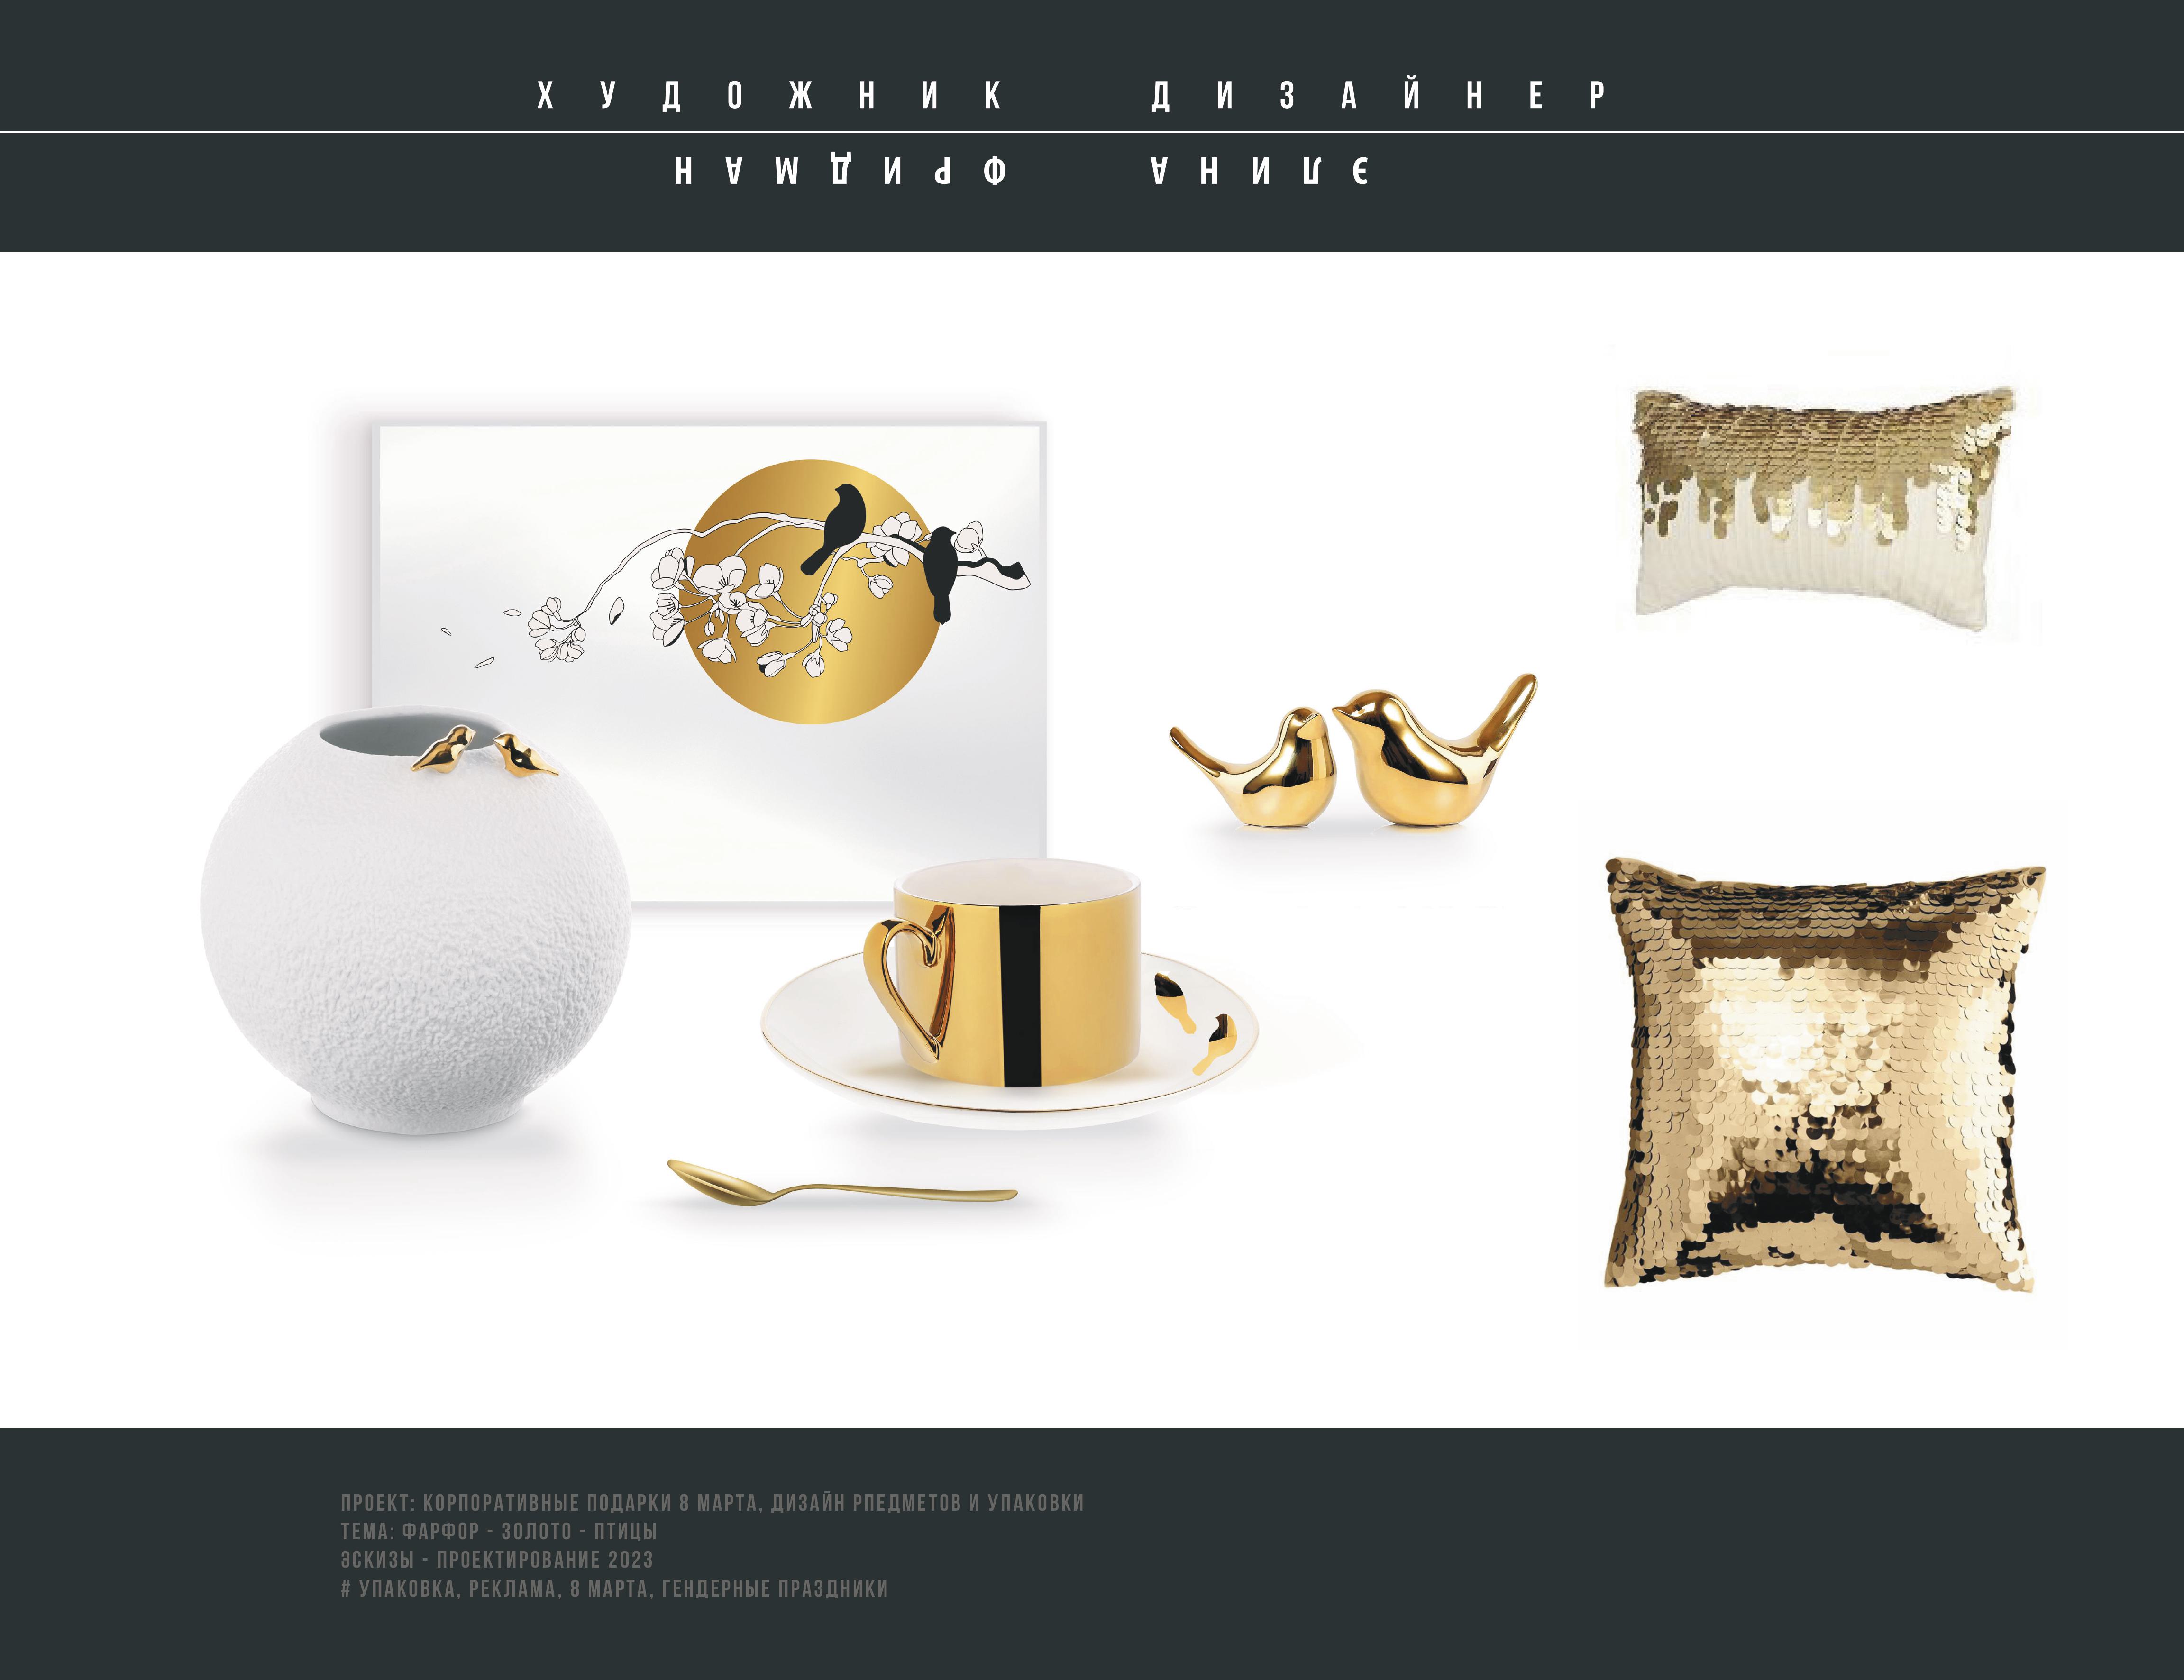 ХУДОЖНИК ДИЗАЙНЕР
ЭЛИНА ФРИДМАН
ПРОЕКТ: КОРПОРАТИВНЫЕ ПОДАРКИ 8 МАРТА, ДИЗАЙН РПЕДМЕТОВ И УПАКОВКИ
ТЕМА: ФАРФОР - ЗОЛОТО - ПТИЦЫ
ЭСКИЗЫ - ПРОЕКТИРОВАНИЕ 2023
# УПАКОВКА, РЕКЛАМА, 8 МАРТА, ГЕНДЕРНЫЕ ПРАЗДНИКИ